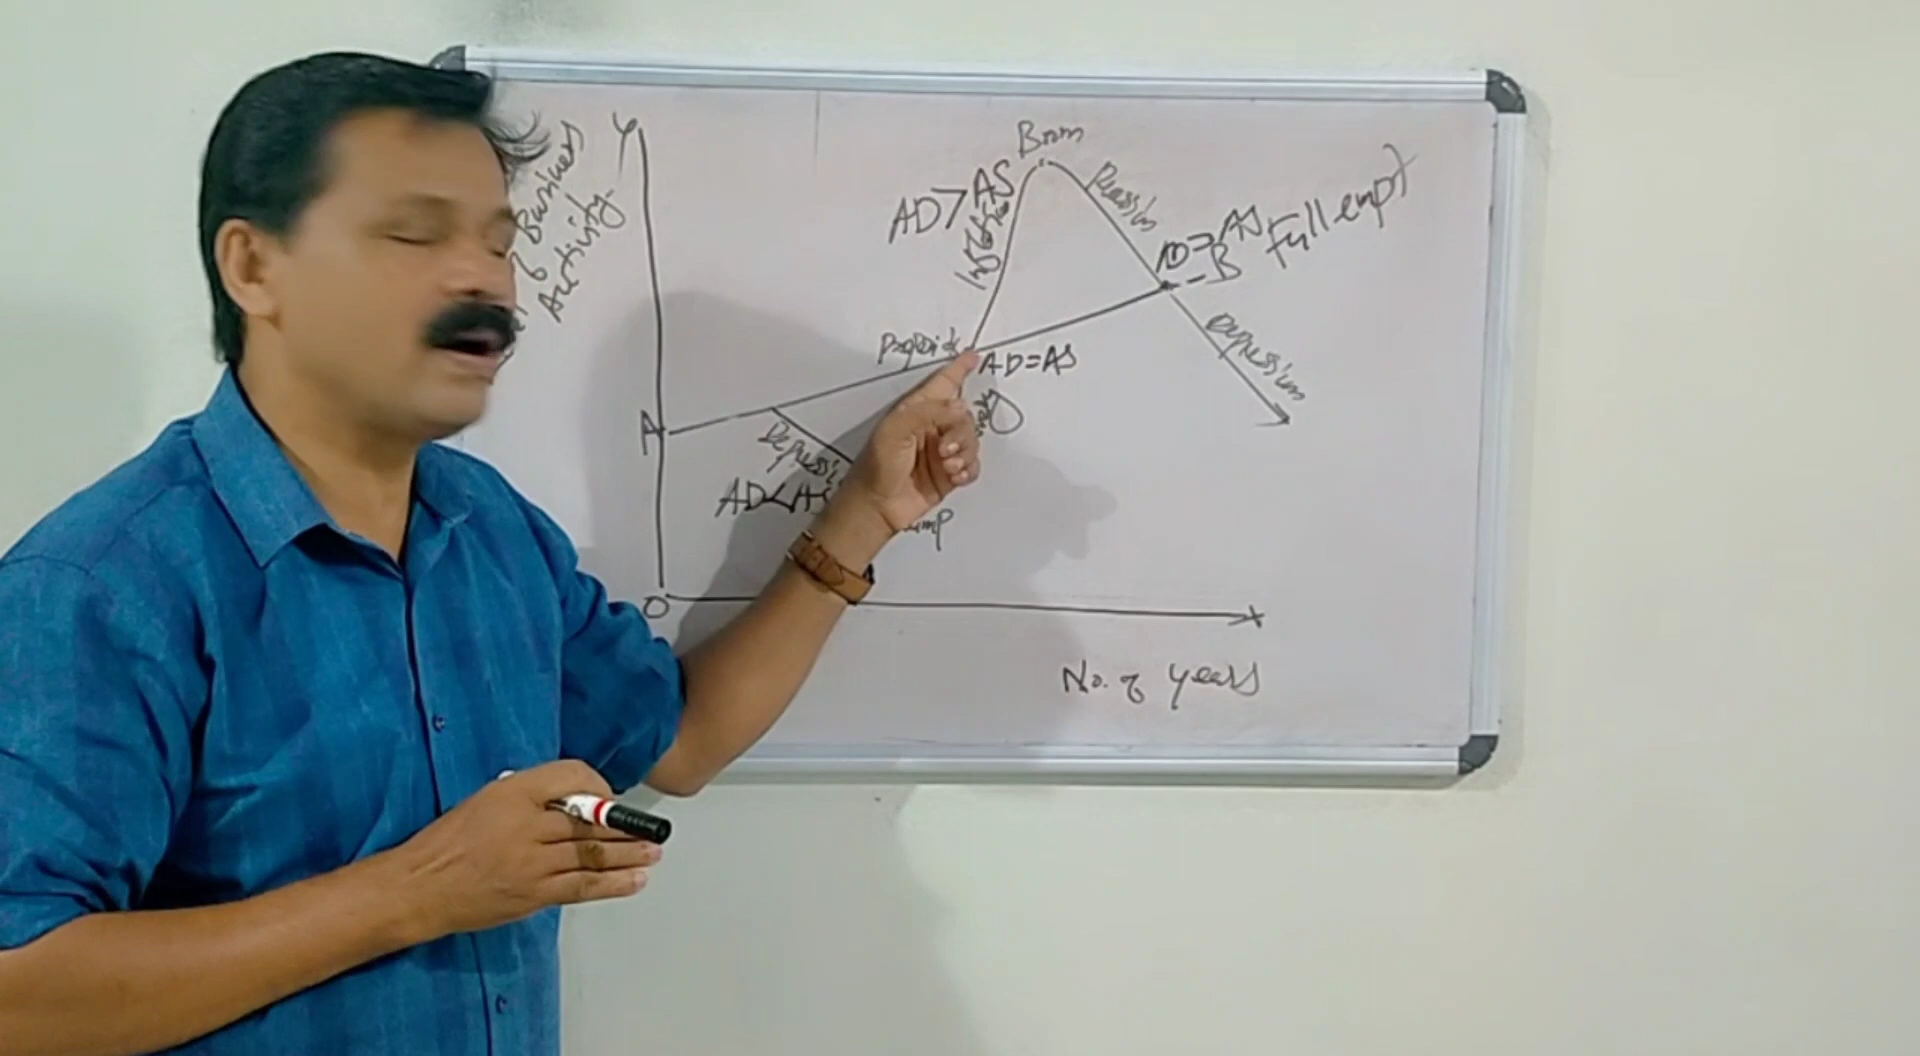 Y
Business
Activity
Boom
AD>AS
Inflation
Recession
AD=AS
B
Full empt
AD=AS
Depression
A
Depression
AD<AS
O
X
No. of years